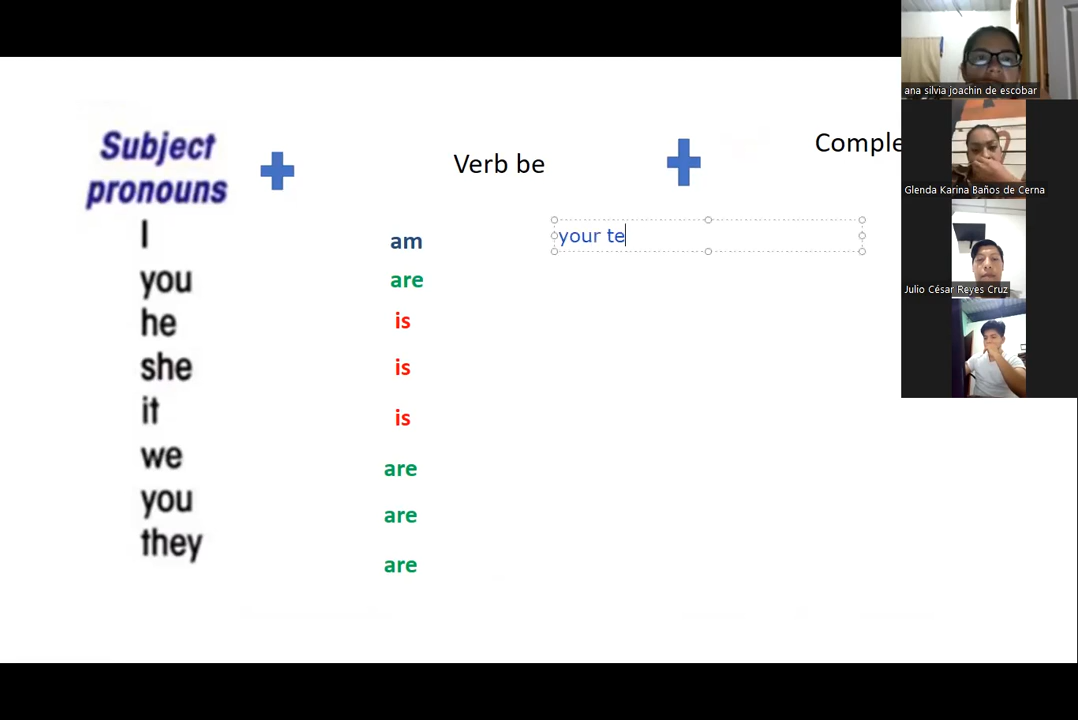 Subject
pronouns
Verb be
Comple
I
am
your te
you
are
he
is
she
is
it
is
we
are
you
are
they
are
ana silvia joachin de escobar
Glenda Karina Baños de Cerna
Julio César Reyes Cruz